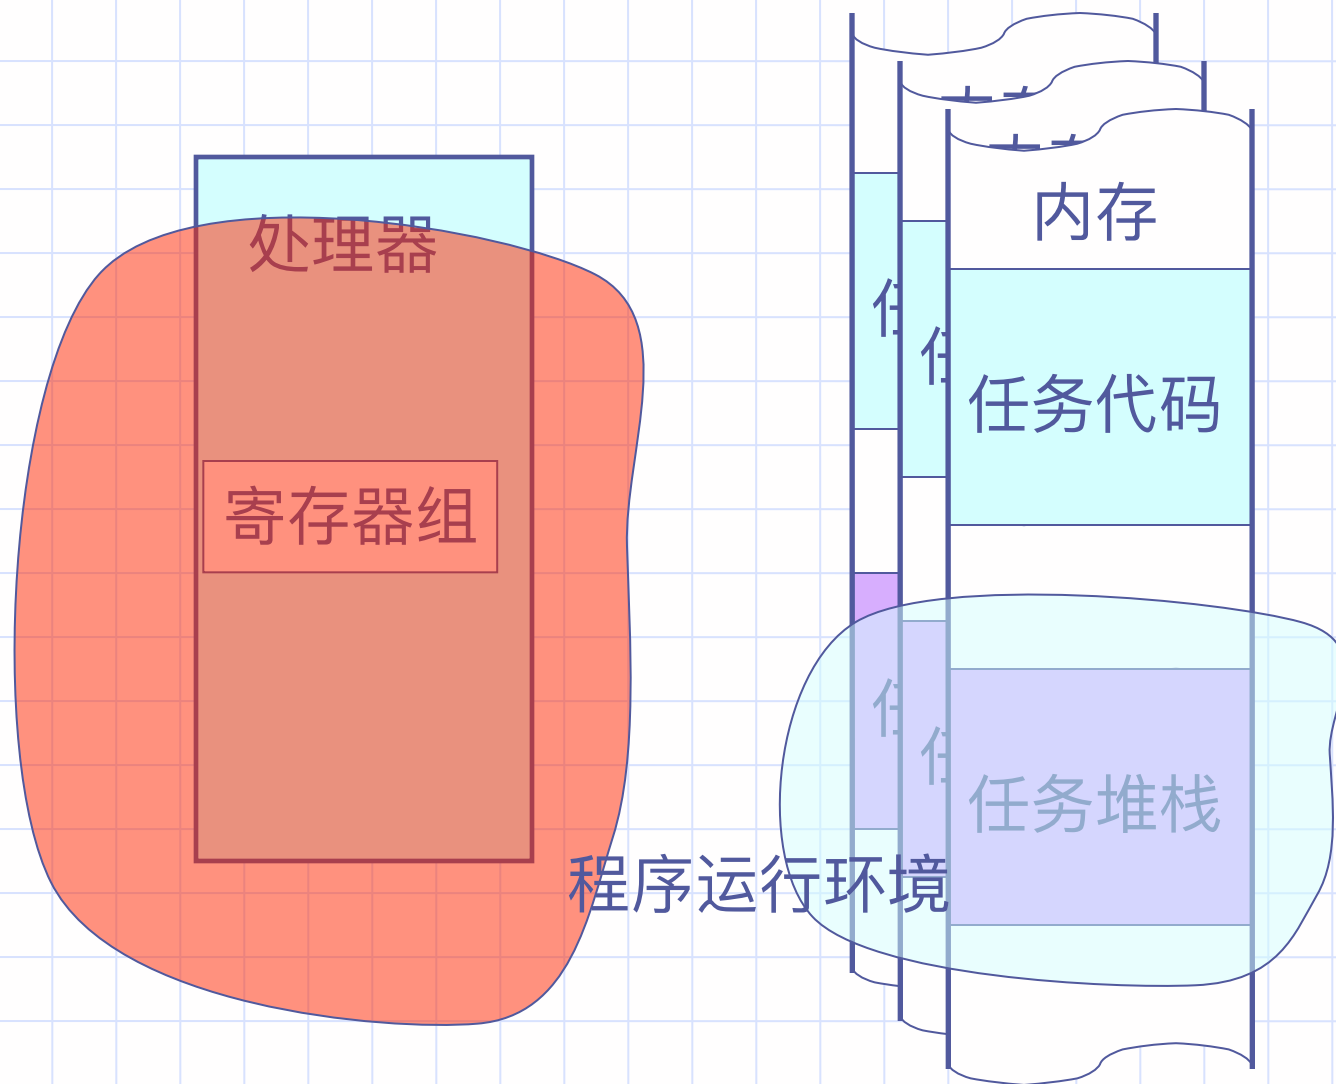 内存
处理器
任务代码
寄存器组
任务堆栈
程序运行环境